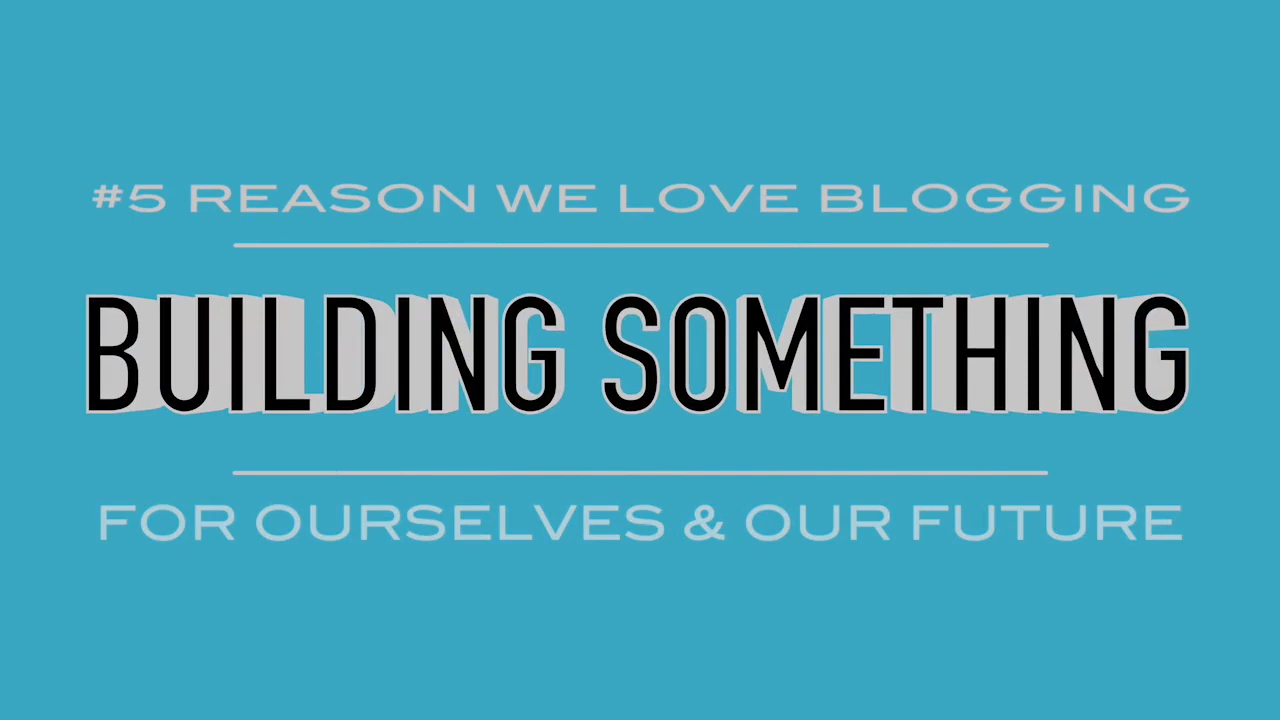 #5 REASON WE LOVE BLOGGING
BUILDING SOMETHING
FOR OURSELVES & OUR FUTURE